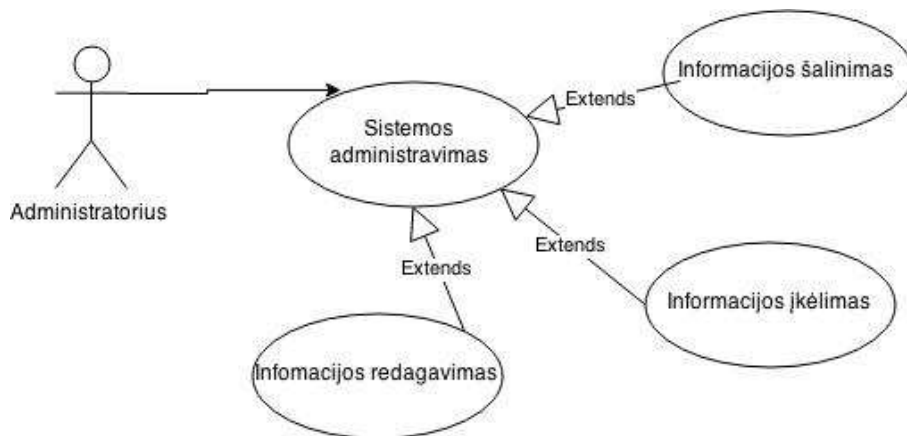 Informacijos šalinimas
Extends
Sistemos
administravimas
Administratorius
Extends
Extends
Informacijos įkėlimas
Infomacijos redagavimas